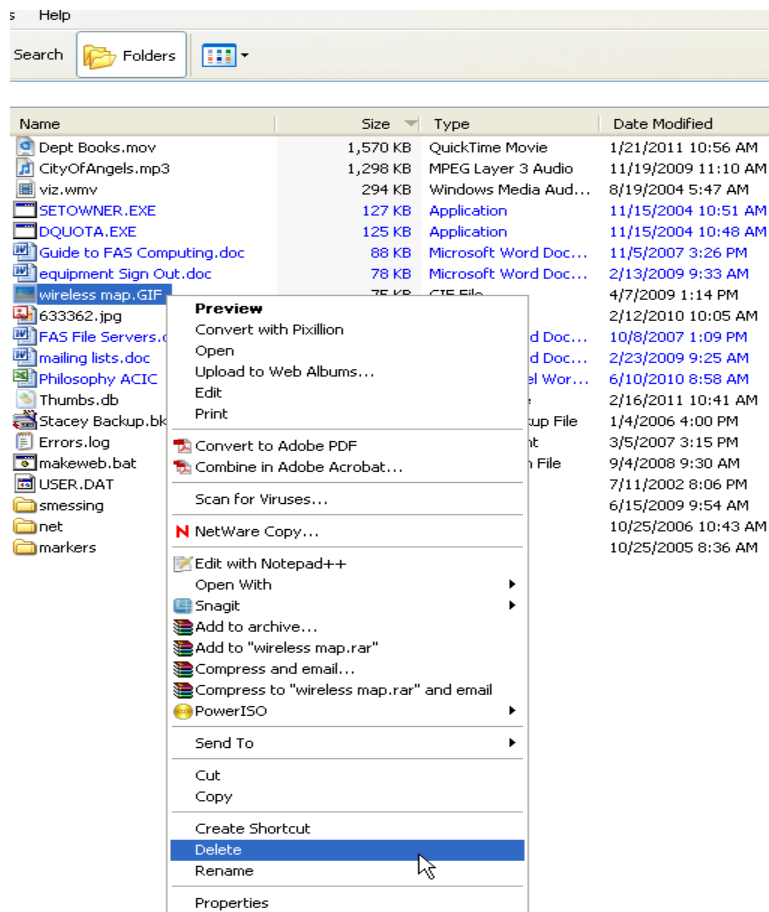 s Help
Search Folders
Name Size Type Date Modified
Dept Books.mov 1,570 KB QuickTime Movie 1/21/2011 10:56 AM
CityOfAngels.mp3 1,298 KB MPEG Layer 3 Audio 11/19/2009 11:10 AM
viz.wmv 294 KB Windows Media Aud... 8/19/2004 5:47 AM
SETOWNER.EXE 127 KB Application 11/15/2004 10:51 AM
DQUOTA.EXE 125 KB Application 11/15/2004 10:48 AM
Guide to FAS Computing.doc 88 KB Microsoft Word Doc... 11/5/2007 3:26 PM
equipment Sign Out.doc 78 KB Microsoft Word Doc... 2/13/2009 9:33 AM
wireless map.GIF 75 KB GIF File 4/7/2009 1:14 PM
633362.jpg 2/12/2010 10:05 AM
FAS File Servers. d Doc... 10/8/2007 1:09 PM
mailing lists.doc d Doc... 2/23/2009 9:25 AM
Philosophy ACIC el Wor... 6/10/2010 8:58 AM
Thumbs.db 2/16/2011 10:41 AM
Stacey Backup.bk up File 1/4/2006 4:00 PM
Errors.log nt 3/5/2007 3:15 PM
makeweb.bat File 9/4/2008 9:30 AM
USER.DAT 7/11/2002 8:06 PM
smessing 6/15/2009 9:54 AM
net 10/25/2006 10:43 AM
markers 10/25/2005 8:36 AM
Preview
Convert with Pixillion
Open
Upload to Web Albums...
Edit
Print
Convert to Adobe PDF
Combine in Adobe Acrobat...
Scan for Viruses...
NetWare Copy...
Edit with Notepad++
Open With
Snagit
Add to archive...
Add to "wireless map.rar"
Compress and email...
Compress to "wireless map.rar" and email
PowerISO
Send To
Cut
Copy
Create Shortcut
Delete
Rename
Properties